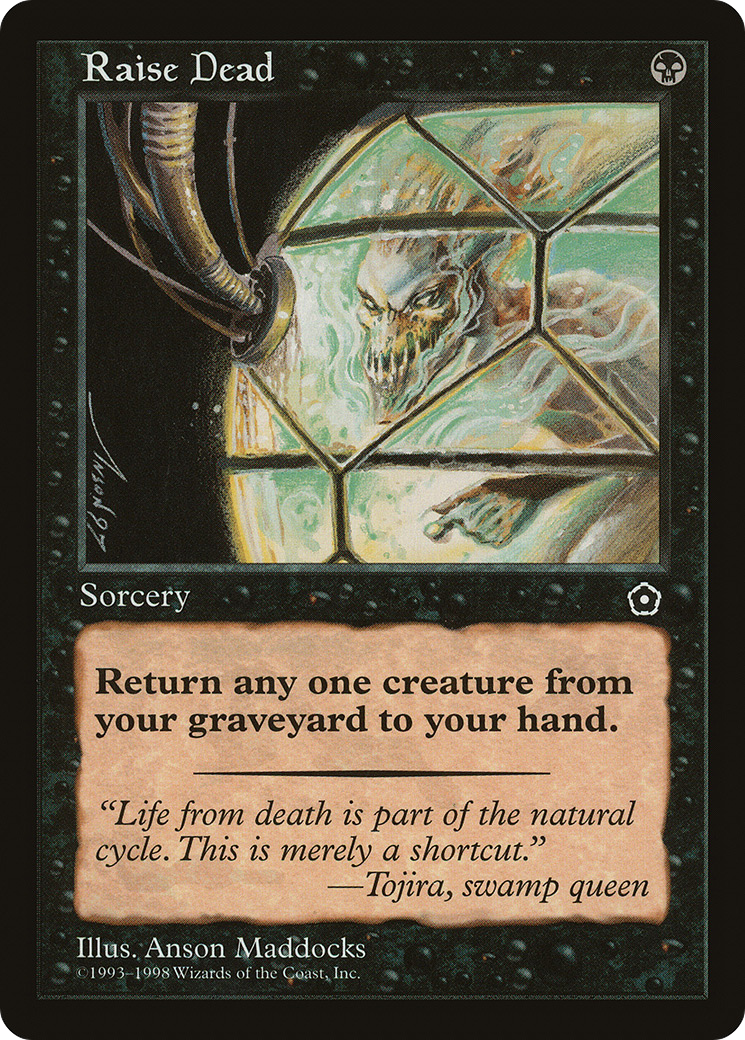 Raise Dead
Anson 97
Sorcery
Return any one creature from
your graveyard to your hand.
“Life from death is part of the natural
cycle. This is merely a shortcut.”
—Tojira, swamp queen
Illus. Anson Maddocks
©1993–1998 Wizards of the Coast, Inc.